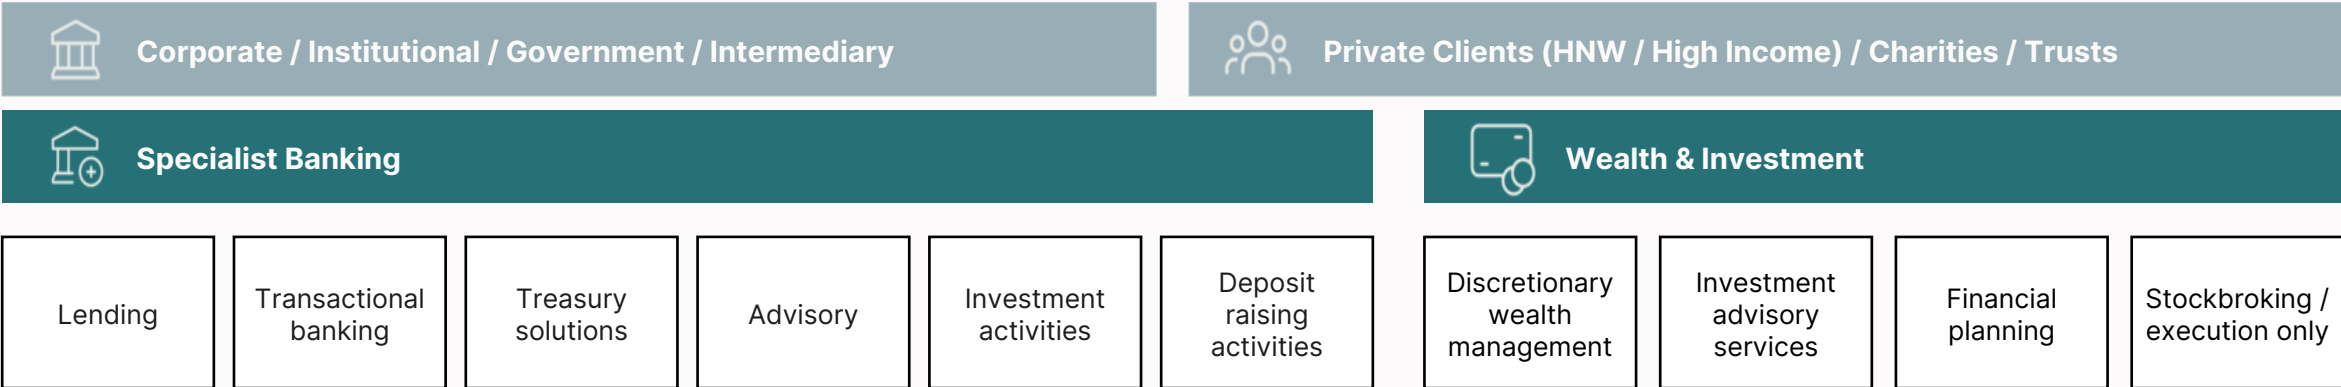 Corporate / Institutional / Government / Intermediary
Private Clients (HNW / High Income) / Charities / Trusts
Specialist Banking
Wealth & Investment
Lending
Transactional
banking
Treasury
solutions
Advisory
Investment
activities
Deposit
raising
activities
Discretionary
wealth
management
Investment
advisory
services
Financial
planning
Stockbroking /
execution only